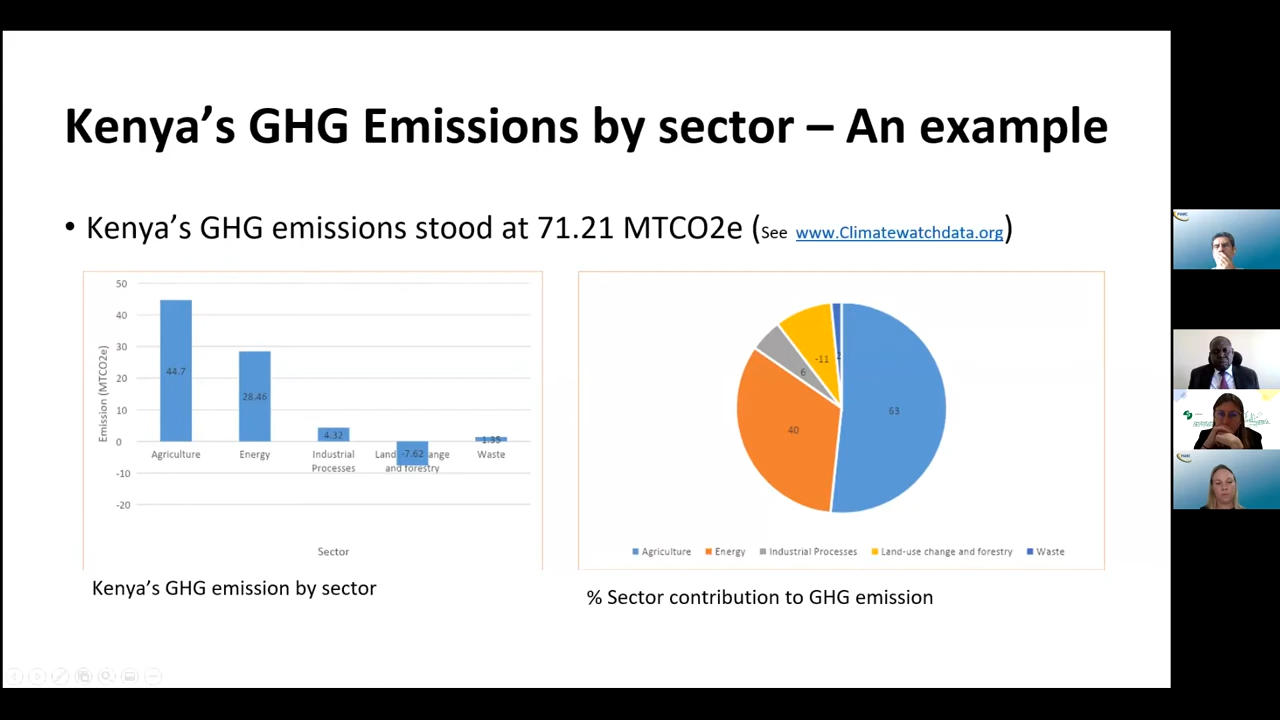 Kenya's GHG Emissions by sector – An example
• Kenya's GHG emissions stood at 71.21 MTCO2e (See www.Climatewatchdata.org)
50
40
30
20
10
0
-10
-20
Emission (MTCO2e)
44.7
28.46
4.32
-7.62
1.35
Agriculture
Energy
Industrial
Processes
and forestry
Waste
Sector
Kenya's GHG emission by sector
63
40
6
-11
2
Agriculture
Energy
Industrial Processes
Land-use change and forestry
Waste
% Sector contribution to GHG emission
PIARC
PIARC